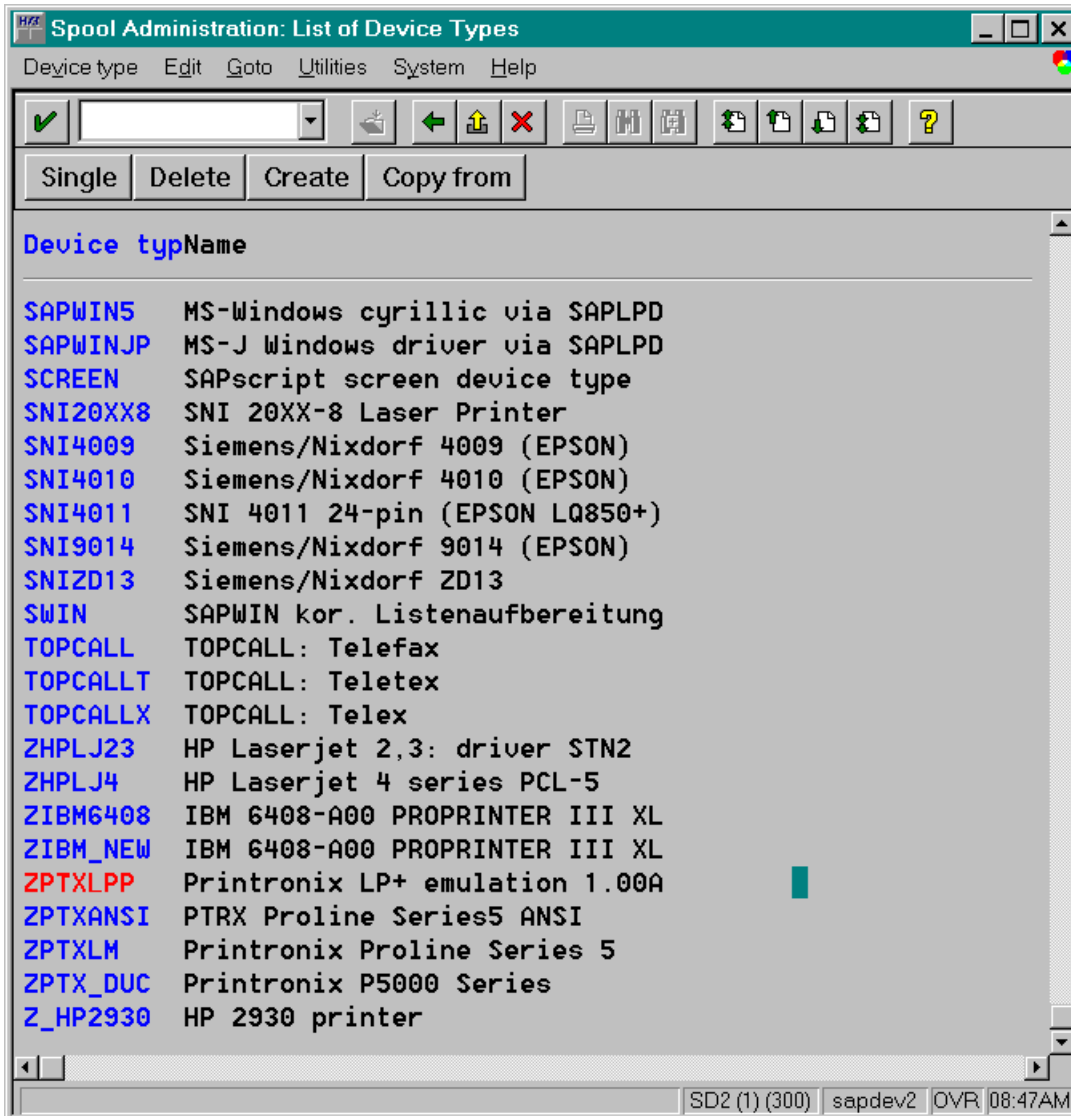 Spool Administration: List of Device Types
Device type Edit Goto Utilities System Help
Single Delete Create Copy from
Device typName
SAPWIN5 MS-Windows cyrillic via SAPLPD
SAPWINJP MS-J Windows driver via SAPLPD
SCREEN SAPscript screen device type
SNI20XX8 SNI 20XX-8 Laser Printer
SNI4009 Siemens/Nixdorf 4009 (EPSON)
SNI4010 Siemens/Nixdorf 4010 (EPSON)
SNI4011 SNI 4011 24-pin (EPSON LQ850+)
SNI9014 Siemens/Nixdorf 9014 (EPSON)
SNIZD13 Siemens/Nixdorf ZD13
SWIN SAPWIN kor. Listenaufbereitung
TOPCALL TOPCALL: Telefax
TOPCALLT TOPCALL: Teletex
TOPCALLX TOPCALL: Telex
ZHPLJ23 HP Laserjet 2,3: driver STN2
ZHPLJ4 HP Laserjet 4 series PCL-5
ZIBM6408 IBM 6408-A00 PROPRINTER III XL
ZIBM_NEW IBM 6408-A00 PROPRINTER III XL
ZPTXLPP Printronix LP+ emulation 1.00A
ZPTXANSI PTRX Proline Series5 ANSI
ZPTXLM Printronix Proline Series 5
ZPTX_DUC Printronix P5000 Series
Z_HP2930 HP 2930 printer
SD2 (1) (300) sapdev2 OVR 08:47AM